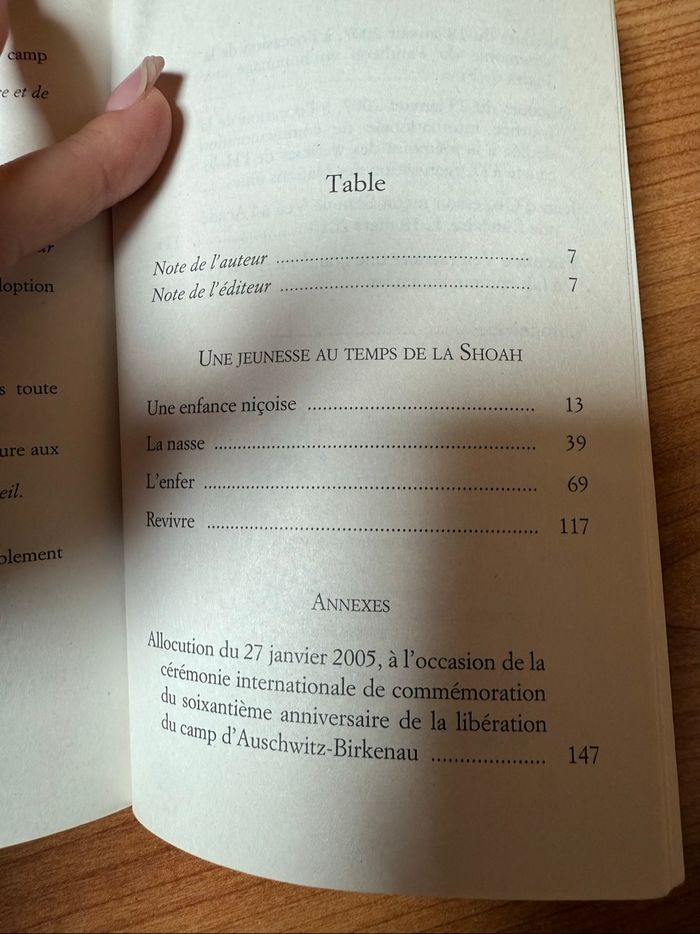 camp
e et de
doption
s toute
ure aux
eil.
blement
Table
Note de l'auteur ........................................ 7
Note de l'éditeur ........................................ 7
UNE JEUNESSE AU TEMPS DE LA SHOAH
Une enfance niçoise ........................................ 13
La nasse ........................................ 39
L'enfer ........................................ 69
Revivre ........................................ 117
ANNEXES
Allocution du 27 janvier 2005, à l'occasion de la
cérémonie internationale de commémoration
du soixantième anniversaire de la libération
du camp d'Auschwitz-Birkenau .................... 147